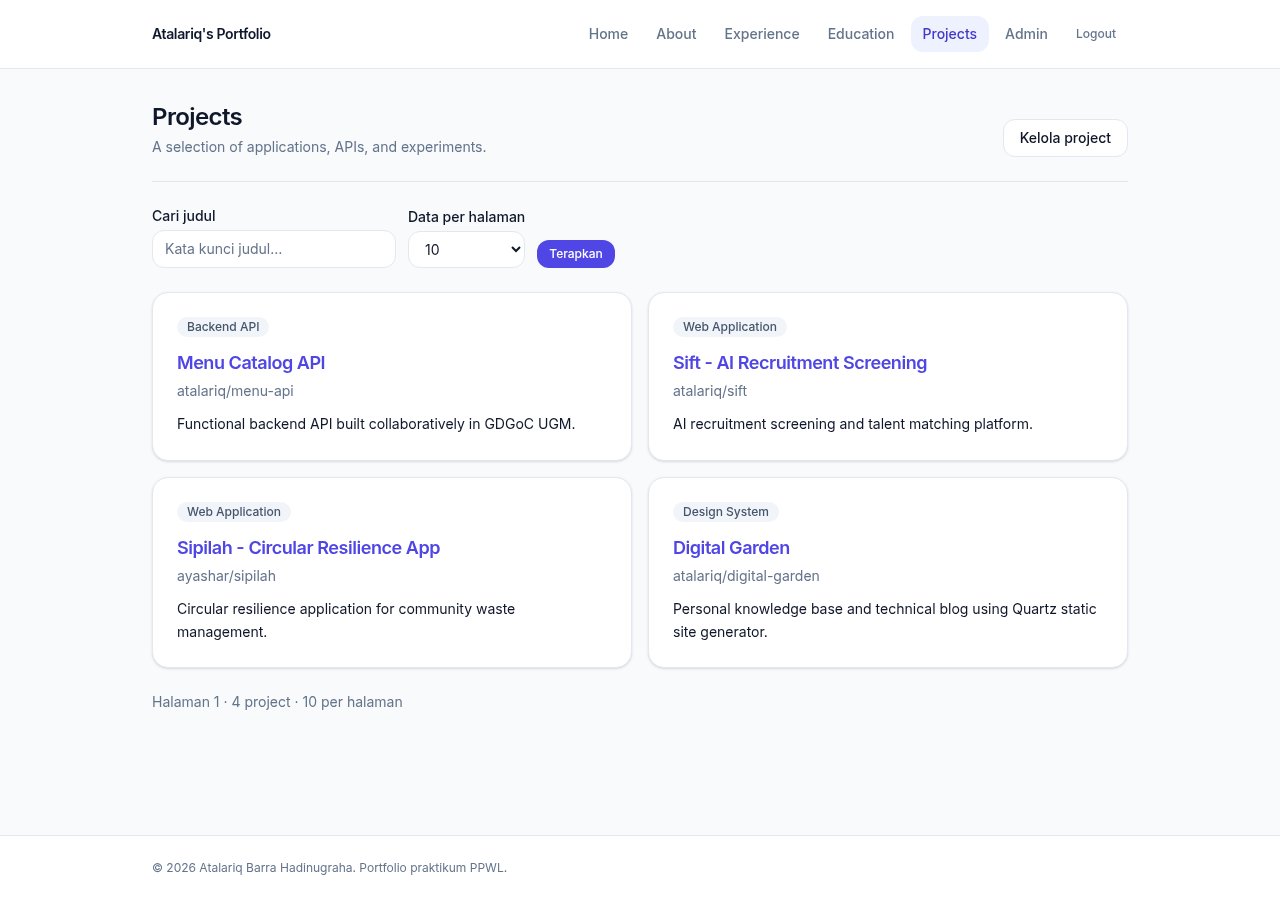 Atalariq's Portfolio
Home
About
Experience
Education
Projects
Admin
Logout
Projects
A selection of applications, APIs, and experiments.
Kelola project
Cari judul
Kata kunci judul...
Data per halaman
10
Terapkan
Backend API
Menu Catalog API
atalariq/menu-api
Functional backend API built collaboratively in GDGoC UGM.
Web Application
Sift - AI Recruitment Screening
atalariq/sift
AI recruitment screening and talent matching platform.
Web Application
Sipilah - Circular Resilience App
ayashar/sipilah
Circular resilience application for community waste
management.
Design System
Digital Garden
atalariq/digital-garden
Personal knowledge base and technical blog using Quartz static
site generator.
Halaman 1 · 4 project · 10 per halaman
© 2026 Atalariq Barra Hadinugraha. Portfolio praktikum PPWL.